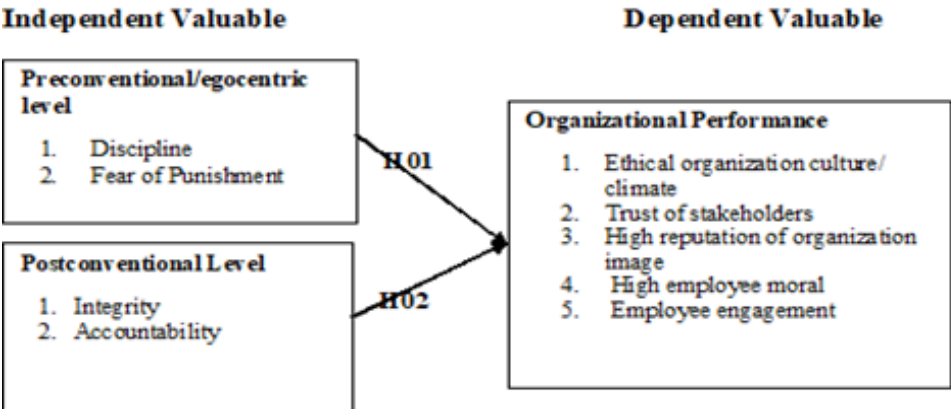 Independent Valuable
Dependent Valuable
Preconventional/egocentric
level
1. Discipline
2. Fear of Punishment
H01
Postconventional Level
1. Integrity
2. Accountability
H02
Organizational Performance
1. Ethical organization culture/
climate
2. Trust of stakeholders
3. High reputation of organization
image
4. High employee moral
5. Employee engagement